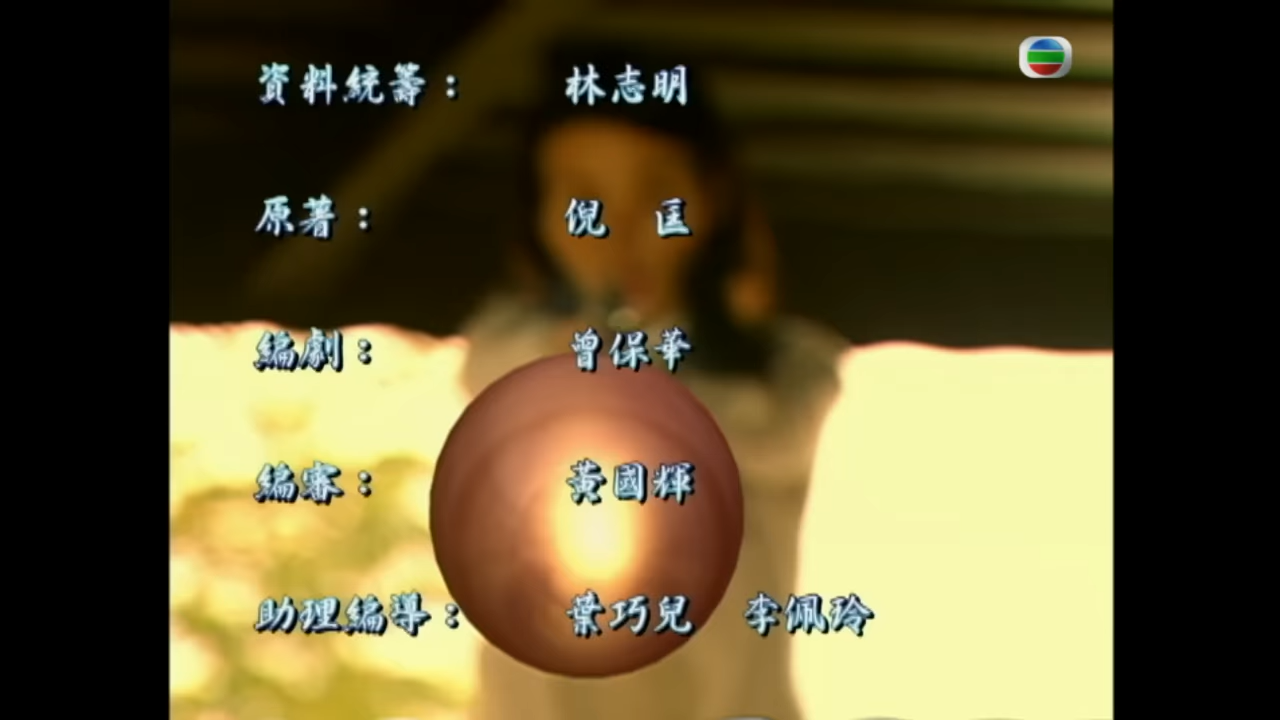 資料統籌： 林志明
原著： 倪 匡
編劇： 曾保華
編審： 黃國輝
助理編導： 葉巧兒 李佩玲